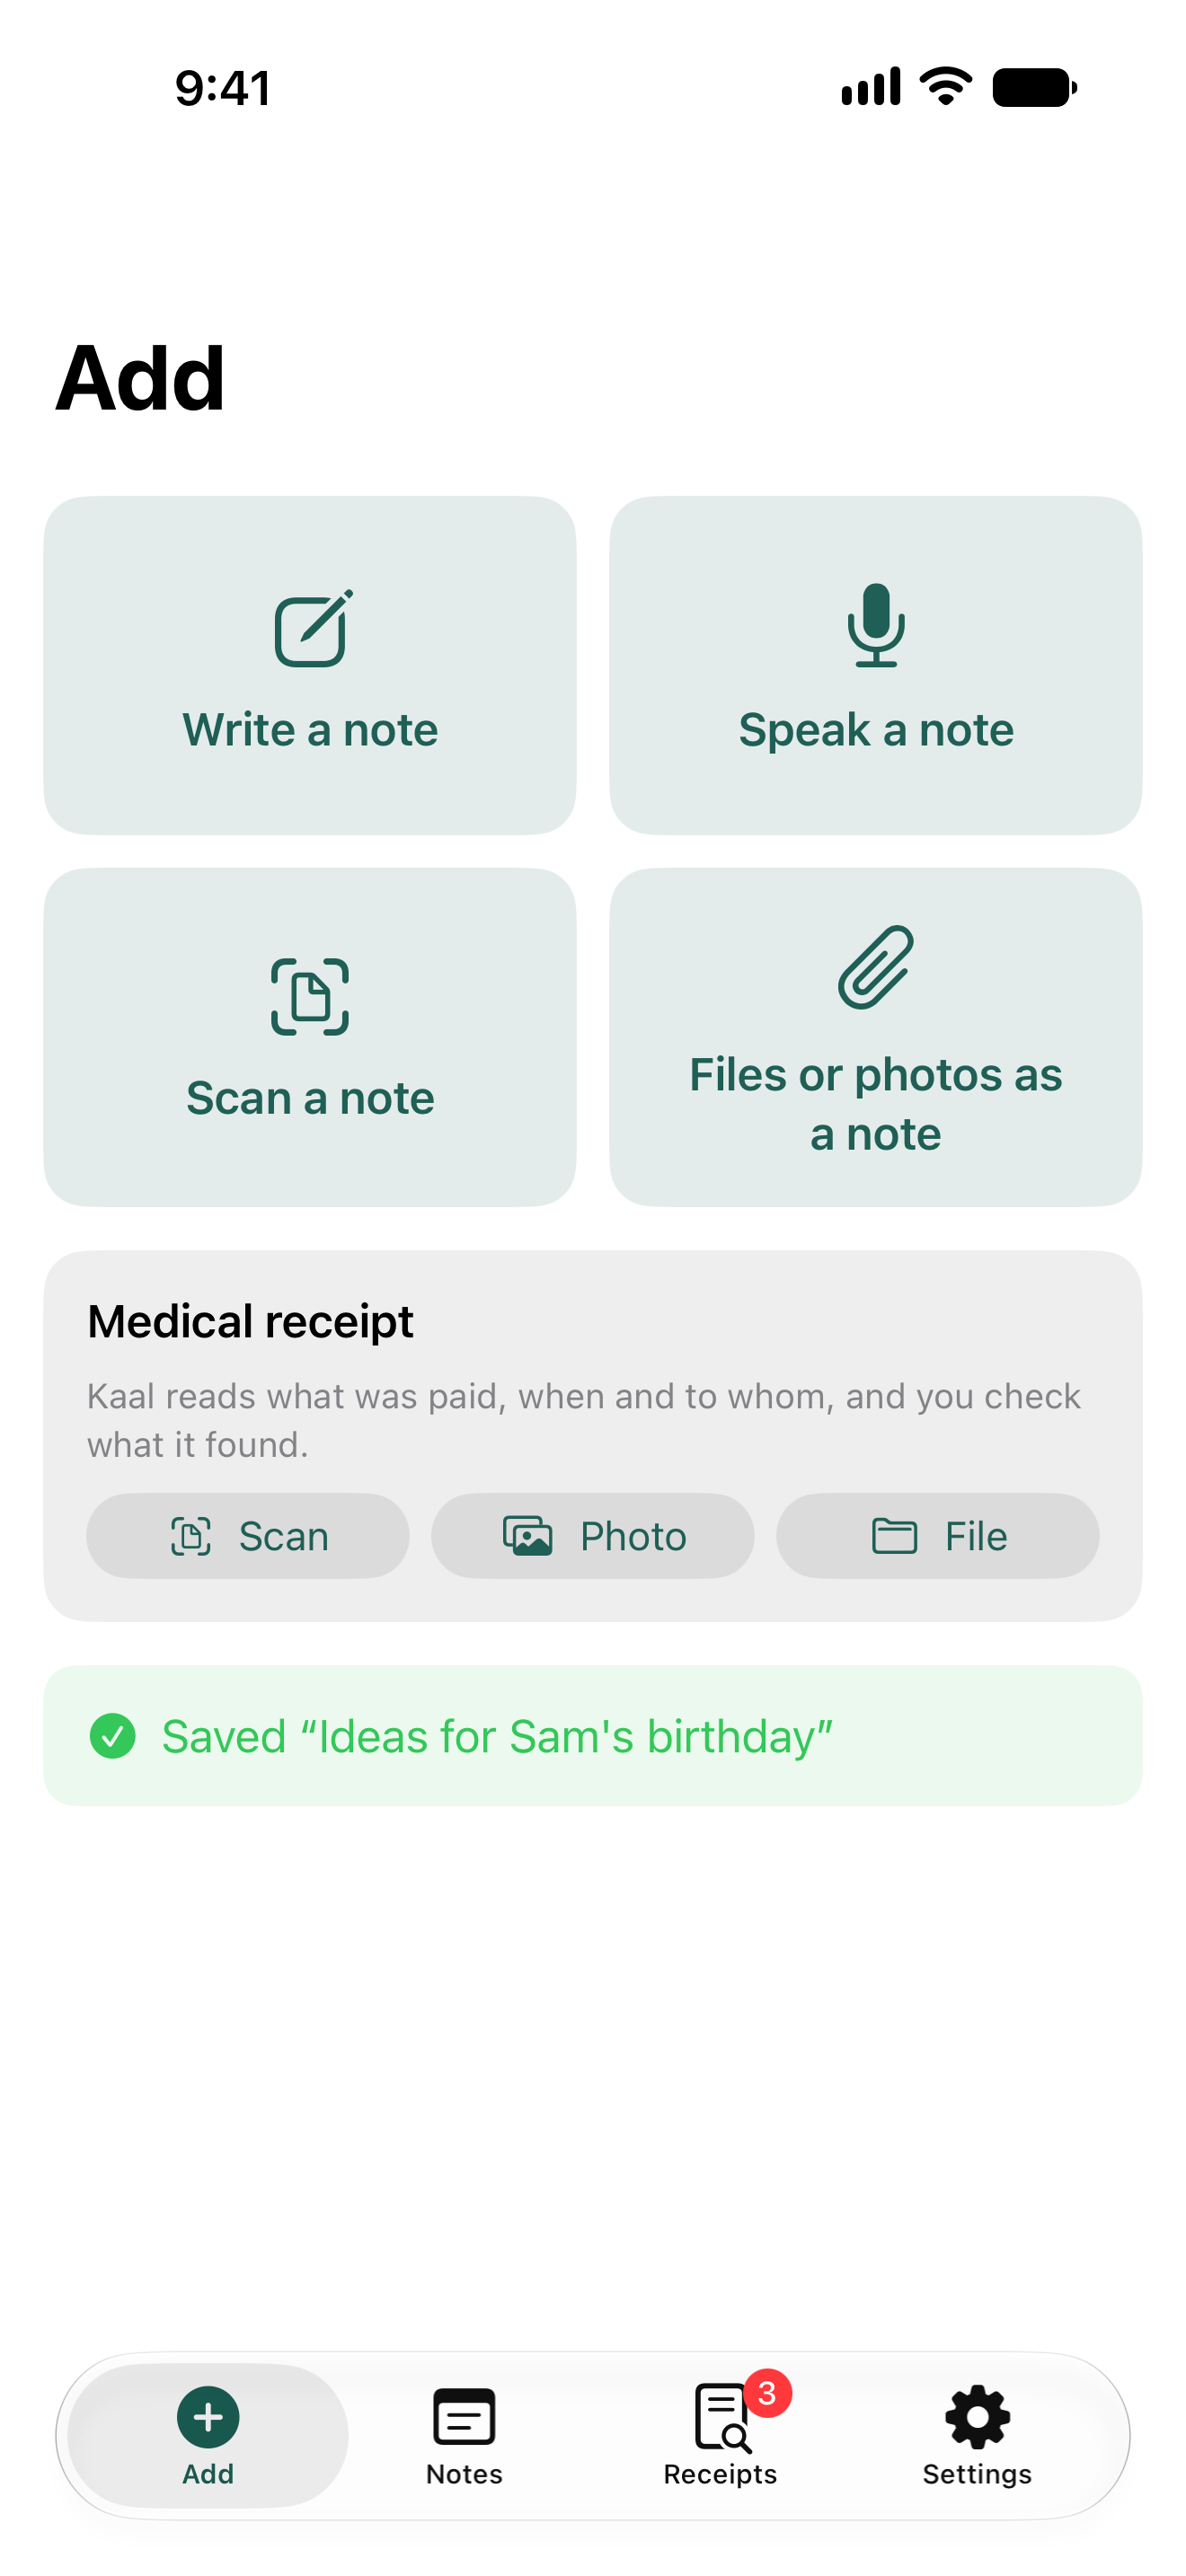 9:41
Add
Write a note
Speak a note
Scan a note
Files or photos as
a note
Medical receipt
Kaal reads what was paid, when and to whom, and you check
what it found.
Scan
Photo
File
Saved “Ideas for Sam's birthday”
3
Add
Notes
Receipts
Settings